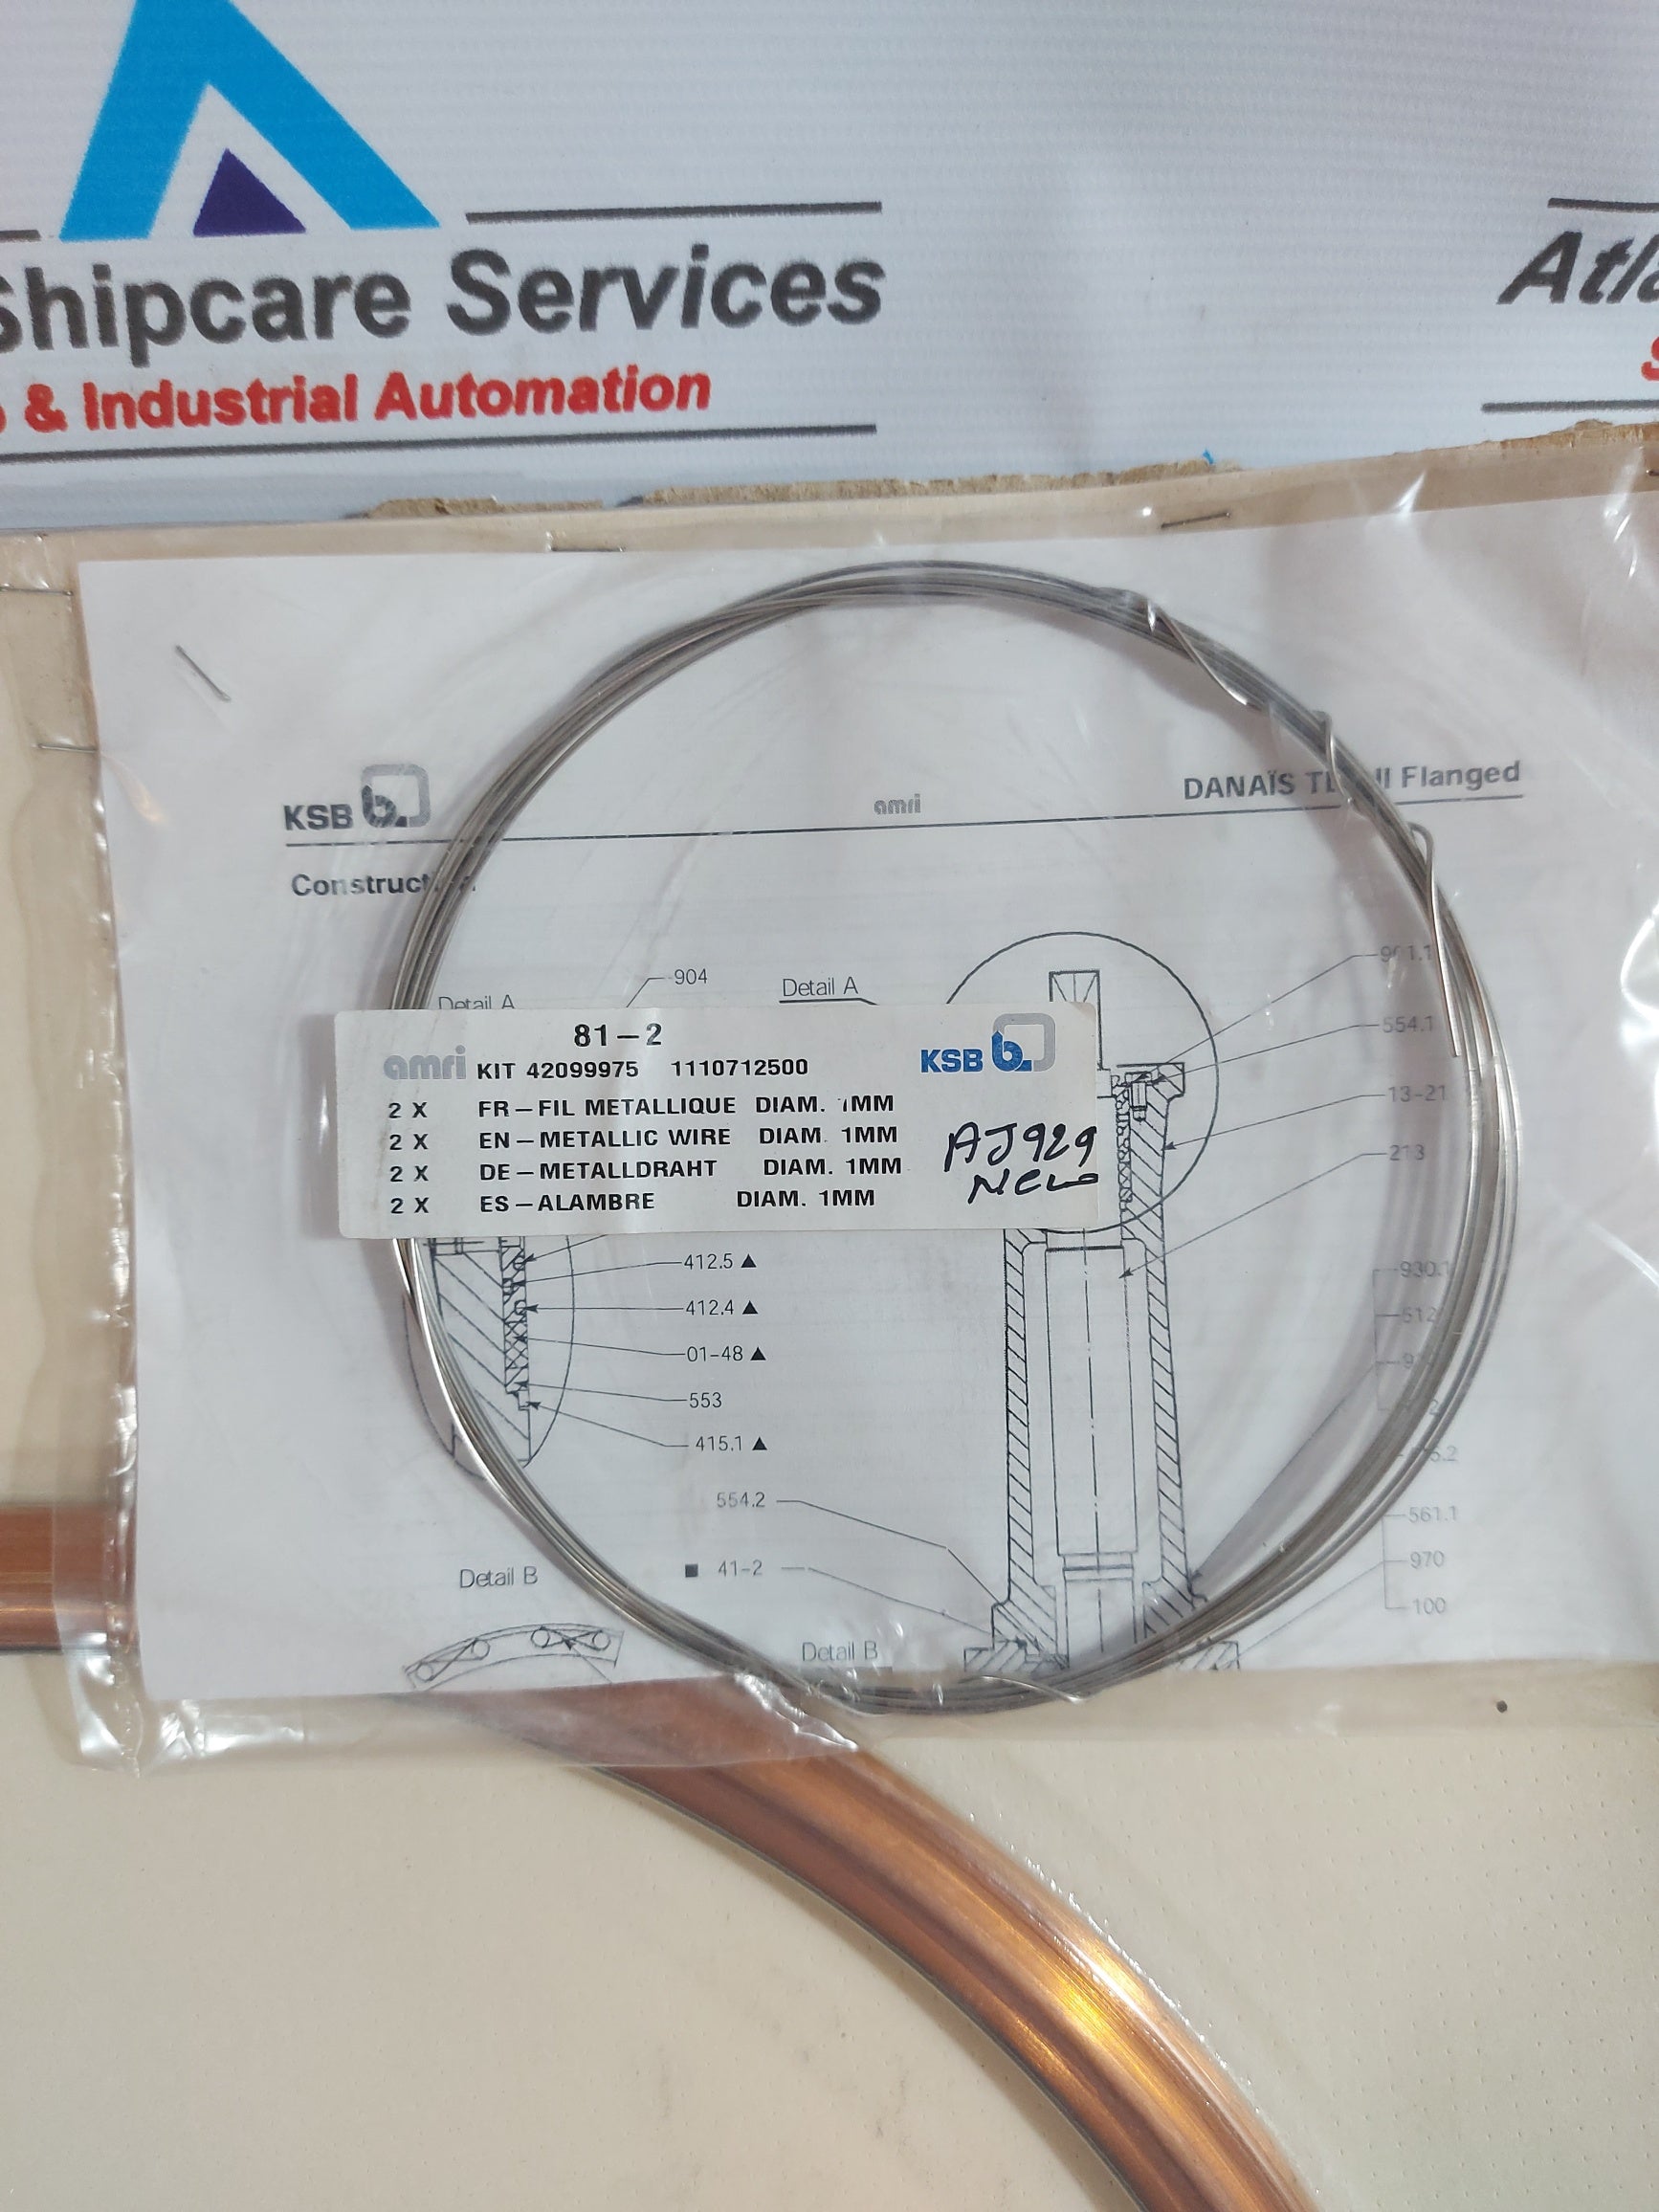 Shipcare Services
& Industrial Automation
KSB
amri
DANAÏS Flanged
904
Detail A
Detail A
554.1
13-21
213
81-2
amri KIT 42099975 1110712500
KSB
2 X FR-FIL METALLIQUE DIAM. 1MM
2 X EN-METALLIC WIRE DIAM. 1MM
2 X DE-METALLDRAHT DIAM. 1MM
2 X ES-ALAMBRE DIAM. 1MM
AJ929
NEW
412.5 ▲
412.4 ▲
01-48 ▲
553
415.1 ▲
554.2
■ 41-2
930.1
561.1
970
100
Detail B
Detail B